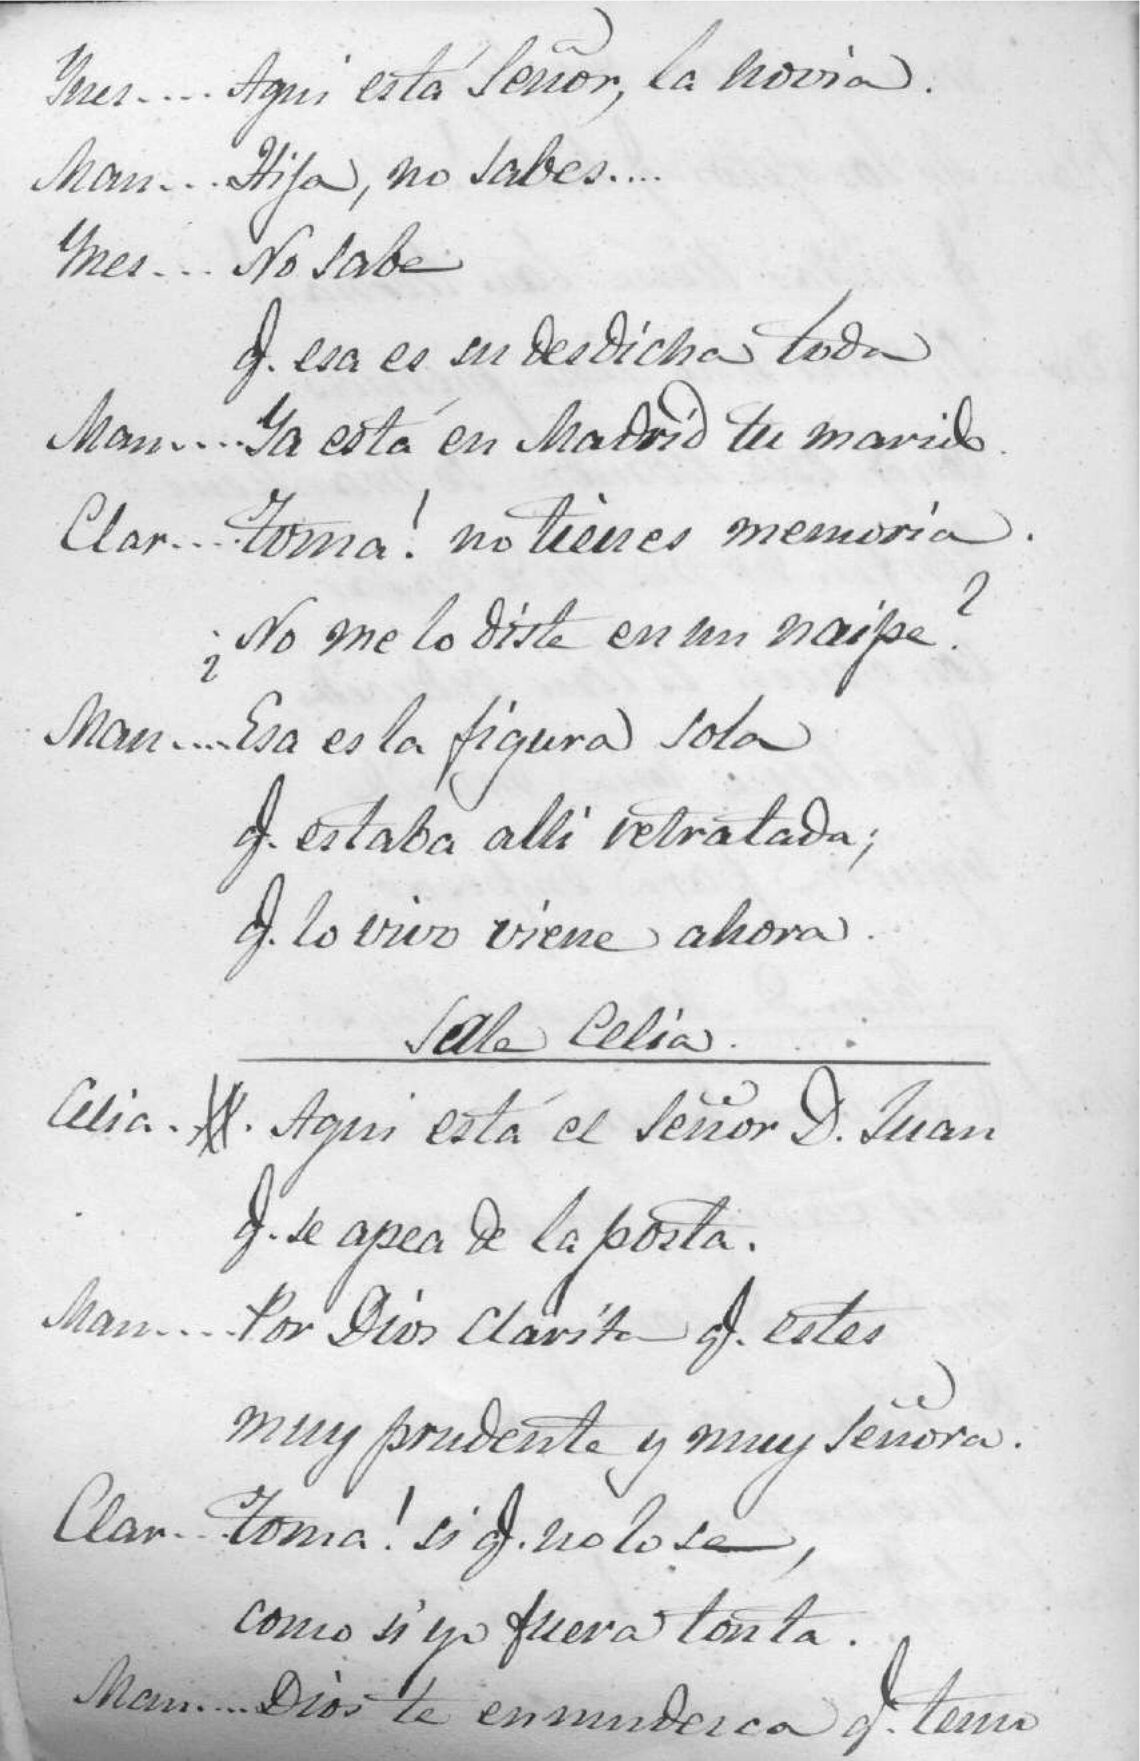 Ynes.... Aqui está Señor, la novia.
Man... Hija, no sabes....
Ynes... No sabe
q. esa es su desdicha toda
Man.... Ya está en Madrid tu marido.
Clar... Toma! no tienes memoria.
¿No me lo diste en un naipe?
Man.... Esa es la figura sola
q. estaba alli retratada;
q. lo vivo viene ahora.
Sale Celia.
Celia. Aqui está el Señor D. Juan
q. se apea de la posta.
Man.... Por Dios Clarita q. estes
muy prudente y muy señora.
Clar... Toma! si q. no lo se,
como si yo fuera tonta.
Man.... Dios te enmudesca q. temo